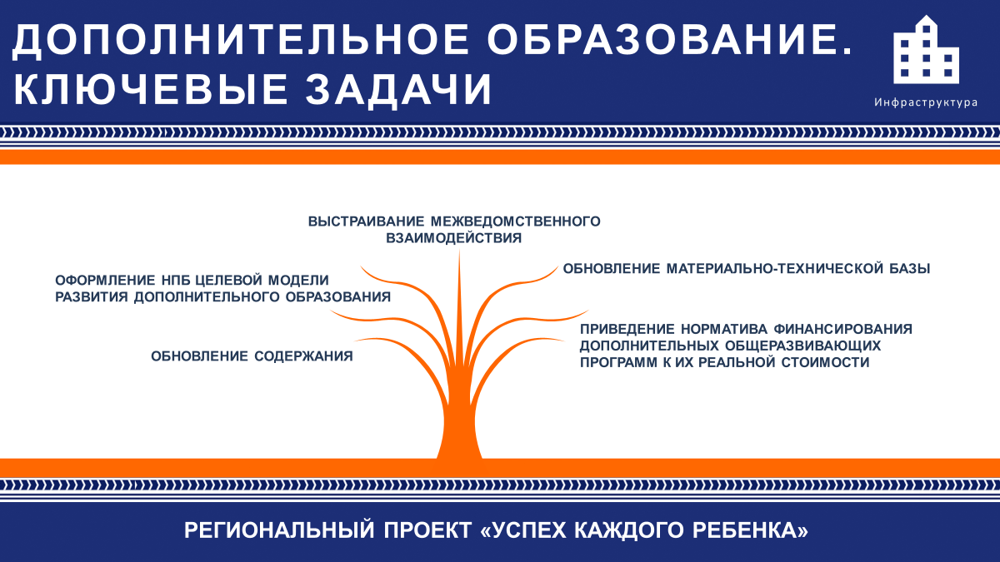 ДОПОЛНИТЕЛЬНОЕ ОБРАЗОВАНИЕ.
КЛЮЧЕВЫЕ ЗАДАЧИ
Инфраструктура
ВЫСТРАИВАНИЕ МЕЖВЕДОМСТВЕННОГО
ВЗАИМОДЕЙСТВИЯ
ОФОРМЛЕНИЕ НПБ ЦЕЛЕВОЙ МОДЕЛИ
РАЗВИТИЯ ДОПОЛНИТЕЛЬНОГО ОБРАЗОВАНИЯ
ОБНОВЛЕНИЕ СОДЕРЖАНИЯ
ОБНОВЛЕНИЕ МАТЕРИАЛЬНО-ТЕХНИЧЕСКОЙ БАЗЫ
ПРИВЕДЕНИЕ НОРМАТИВА ФИНАНСИРОВАНИЯ
ДОПОЛНИТЕЛЬНЫХ ОБЩЕРАЗВИВАЮЩИХ
ПРОГРАММ К ИХ РЕАЛЬНОЙ СТОИМОСТИ
РЕГИОНАЛЬНЫЙ ПРОЕКТ «УСПЕХ КАЖДОГО РЕБЕНКА»